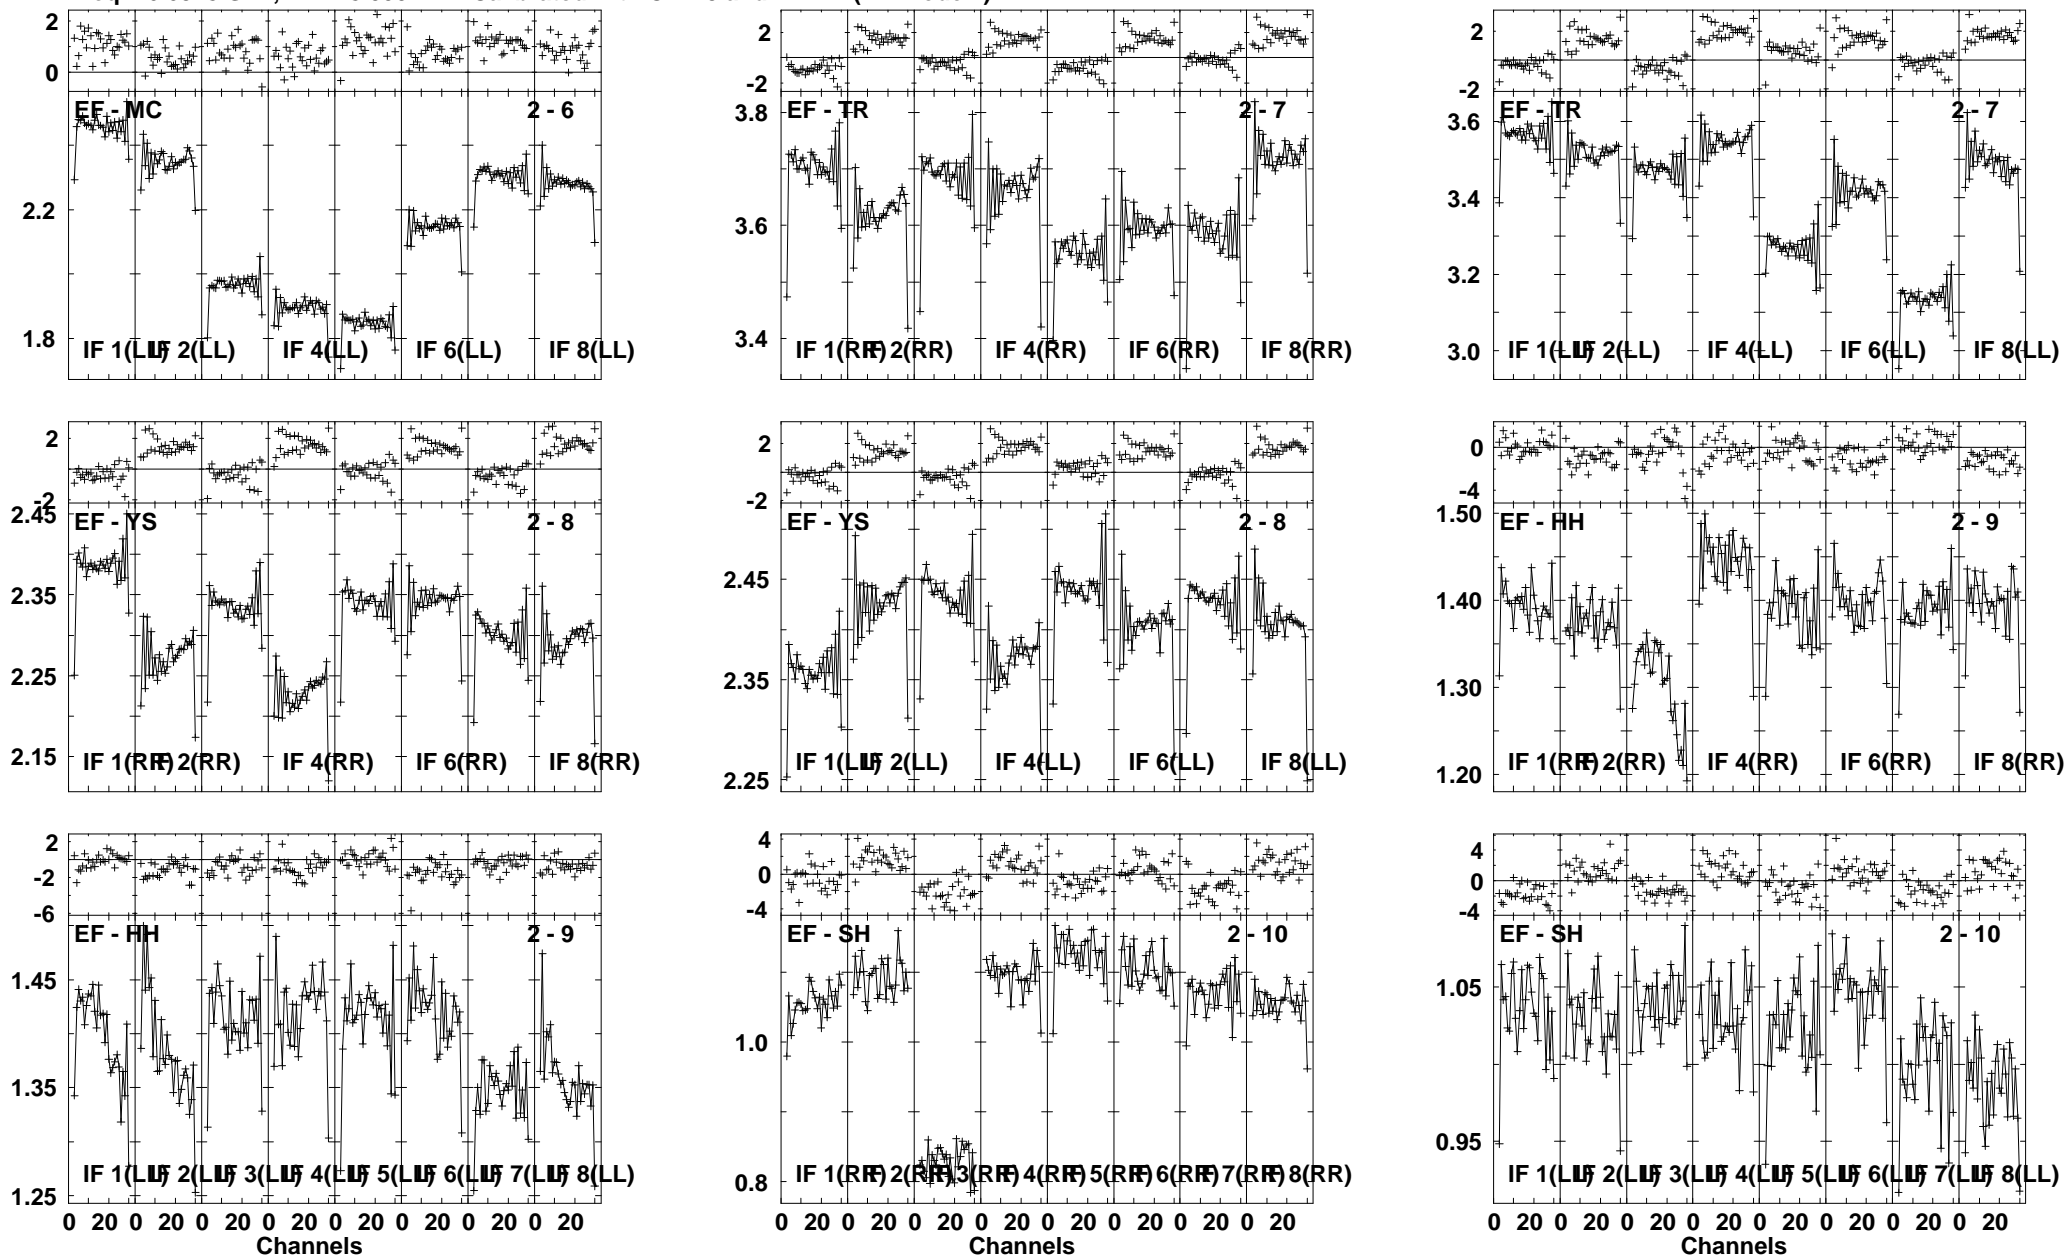 2
0
EF - MC 2 - 6
2.2
1.8
IF 1(LL) IF 2(LL) IF 4(LL) IF 6(LL) IF 8(LL)
2
-2
EF - TR 2 - 7
3.8
3.6
3.4
IF 1(RR) IF 2(RR) IF 4(RR) IF 6(RR) IF 8(RR)
2
-2
EF - TR 2 - 7
3.6
3.4
3.2
3.0
IF 1(LL) IF 2(LL) IF 4(LL) IF 6(LL) IF 8(LL)
2
-2
EF - YS 2 - 8
2.45
2.35
2.25
2.15
IF 1(RR) IF 2(RR) IF 4(RR) IF 6(RR) IF 8(RR)
2
-2
EF - YS 2 - 8
2.45
2.35
2.25
IF 1(LL) IF 2(LL) IF 4(LL) IF 6(LL) IF 8(LL)
0
-4
EF - HH 2 - 9
1.50
1.40
1.30
1.20
IF 1(RR) IF 2(RR) IF 4(RR) IF 6(RR) IF 8(RR)
2
-2
-6
EF - HH 2 - 9
1.45
1.35
1.25
IF 1(LL) IF 2(LL) IF 3(LL) IF 4(LL) IF 5(LL) IF 6(LL) IF 7(LL) IF 8(LL)
0 20 0 20 0 20 0 20 0 20 0 20 0 20 0 20
Channels
4
0
-4
EF - SH 2 - 10
1.0
0.8
IF 1(RR) IF 2(RR) IF 3(RR) IF 4(RR) IF 5(RR) IF 6(RR) IF 7(RR) IF 8(RR)
0 20 0 20 0 20 0 20 0 20 0 20 0 20 0 20
Channels
4
0
-4
EF - SH 2 - 10
1.05
0.95
IF 1(LL) IF 2(LL) IF 3(LL) IF 4(LL) IF 5(LL) IF 6(LL) IF 7(LL) IF 8(LL)
0 20 0 20 0 20 0 20 0 20 0 20 0 20 0 20
Channels